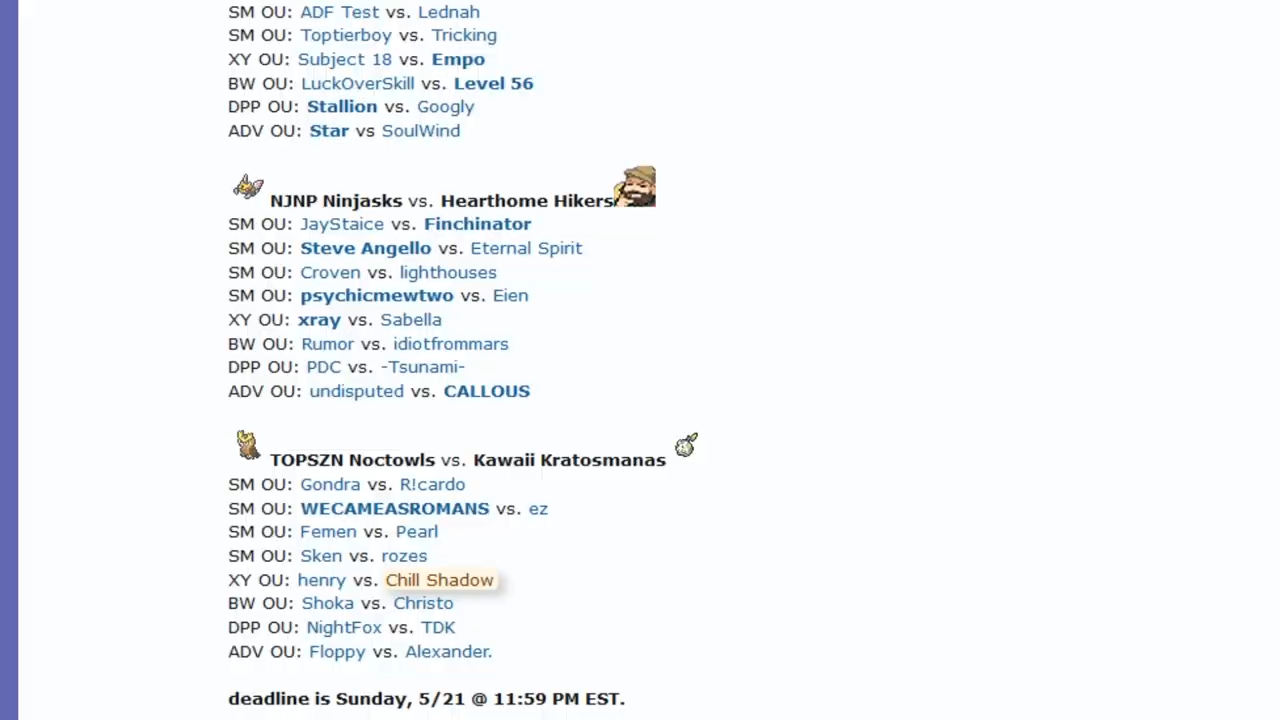 SM OU: ADF Test vs. Lednah
SM OU: Toptierboy vs. Tricking
XY OU: Subject 18 vs. Empo
BW OU: LuckOverSkill vs. Level 56
DPP OU: Stallion vs. Googly
ADV OU: Star vs SoulWind
NJNP Ninjasks vs. Hearthome Hikers
SM OU: JayStaice vs. Finchinator
SM OU: Steve Angello vs. Eternal Spirit
SM OU: Croven vs. lighthouses
SM OU: psychicmewtwo vs. Eien
XY OU: xray vs. Sabella
BW OU: Rumor vs. idiotfrommars
DPP OU: PDC vs. -Tsunami-
ADV OU: undisputed vs. CALLOUS
TOPSZN Noctowls vs. Kawaii Kratosmanas
SM OU: Gondra vs. R!cardo
SM OU: WECAMEASROMANS vs. ez
SM OU: Femen vs. Pearl
SM OU: Sken vs. rozes
XY OU: henry vs. Chill Shadow
BW OU: Shoka vs. Christo
DPP OU: NightFox vs. TDK
ADV OU: Floppy vs. Alexander.
deadline is Sunday, 5/21 @ 11:59 PM EST.